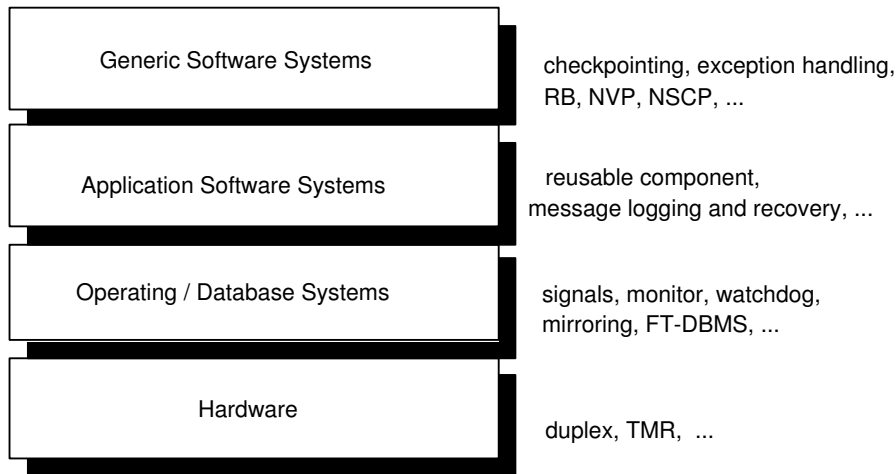 Generic Software Systems
checkpointing, exception handling,
RB, NVP, NSCP, ...
Application Software Systems
reusable component,
message logging and recovery, ...
Operating / Database Systems
signals, monitor, watchdog,
mirroring, FT-DBMS, ...
Hardware
duplex, TMR, ...